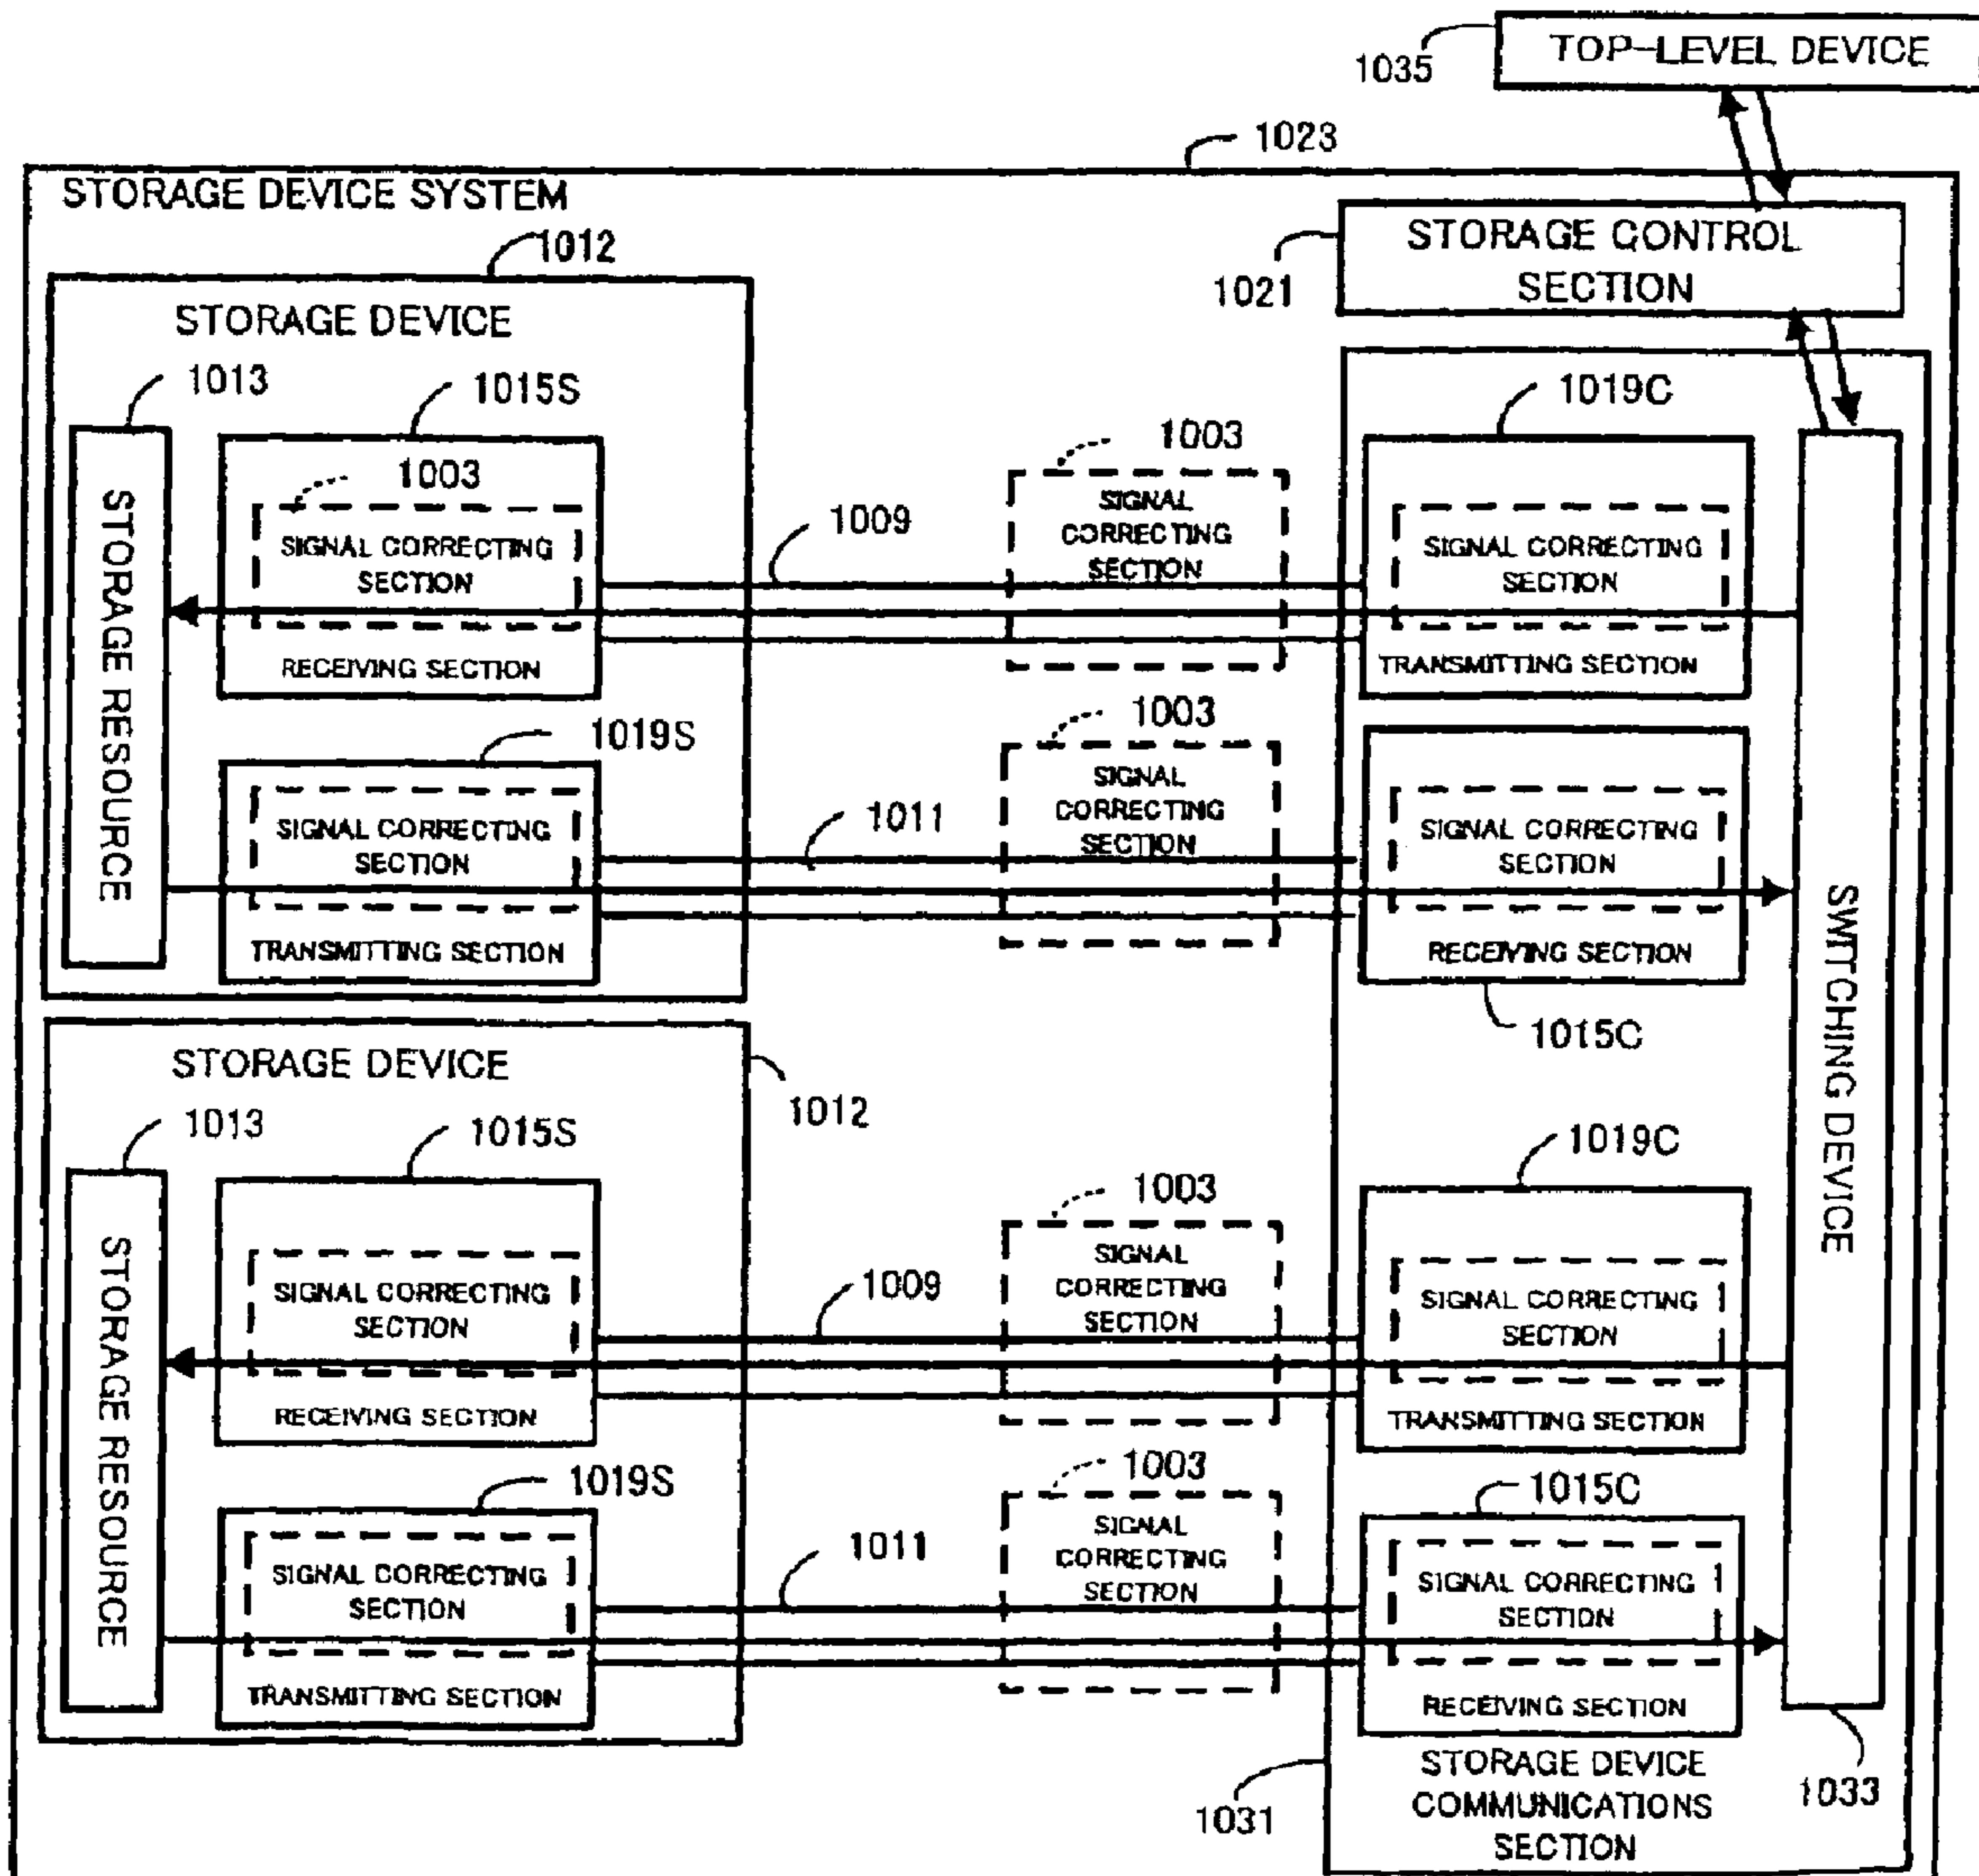 TOP-LEVEL DEVICE
1035
1023
STORAGE DEVICE SYSTEM
STORAGE CONTROL
SECTION
1021
1012
STORAGE DEVICE
1013
1015S
1019C
1003
1003
STORAGE RESOURCE
SIGNAL CORRECTING
SECTION
RECEIVING SECTION
1009
SIGNAL
CORRECTING
SECTION
SIGNAL CORRECTING
SECTION
TRANSMITTING SECTION
SWITCHING DEVICE
1019S
1003
SIGNAL CORRECTING
SECTION
TRANSMITTING SECTION
1011
SIGNAL
CORRECTING
SECTION
SIGNAL CORRECTING
SECTION
RECEIVING SECTION
1015C
STORAGE DEVICE
1012
1013
1015S
1019C
1003
STORAGE RESOURCE
SIGNAL CORRECTING
SECTION
RECEIVING SECTION
1009
SIGNAL
CORRECTING
SECTION
SIGNAL CORRECTING
SECTION
TRANSMITTING SECTION
1019S
1003
1015C
SIGNAL CORRECTING
SECTION
TRANSMITTING SECTION
1011
SIGNAL
CORRECTING
SECTION
SIGNAL CORRECTING
SECTION
RECEIVING SECTION
STORAGE DEVICE
COMMUNICATIONS
SECTION
1031
1033